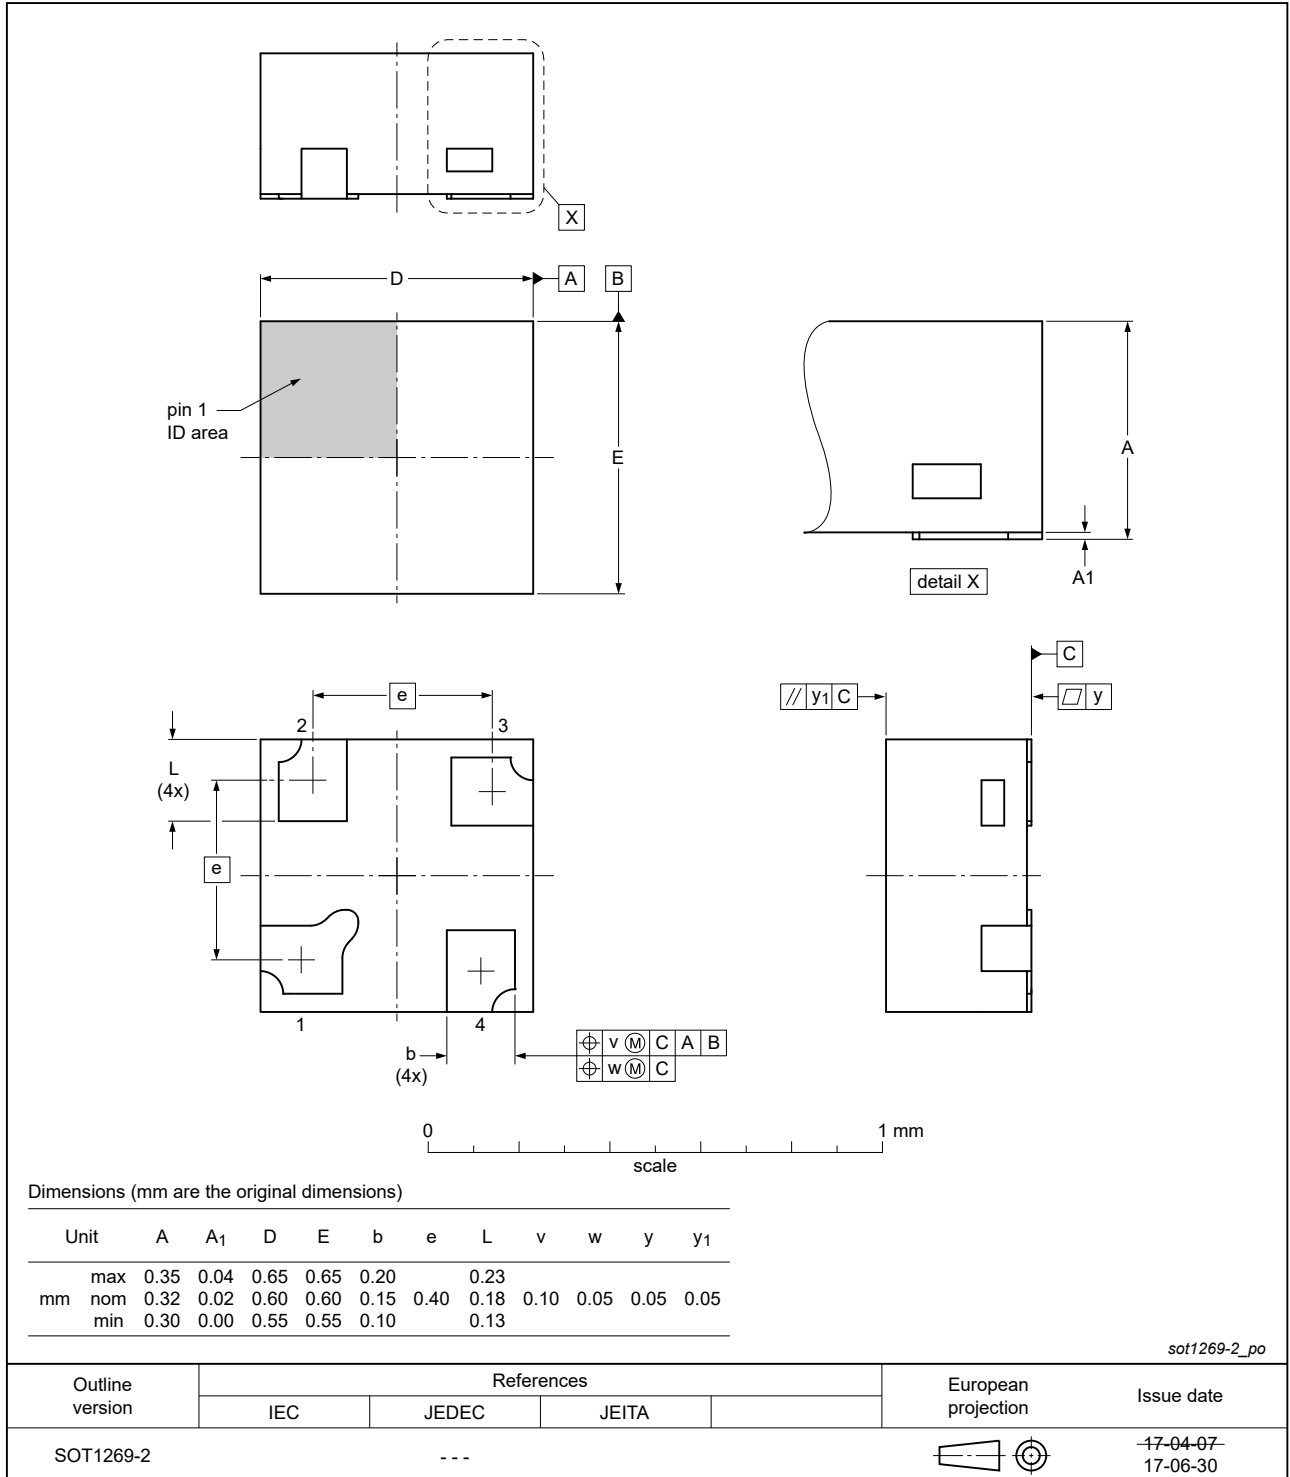 X
D
A
B
pin 1
ID area
E
A
A1
detail X
C
// y1 C
y
e
2
3
L
(4x)
e
1
4
b
(4x)
v M C A B
w M C
0
1 mm
scale
Dimensions (mm are the original dimensions)
Unit A A1 D E b e L v w y y1
max 0.35 0.04 0.65 0.65 0.20 0.23
mm nom 0.32 0.02 0.60 0.60 0.15 0.40 0.18 0.10 0.05 0.05 0.05
min 0.30 0.00 0.55 0.55 0.10 0.13
sot1269-2_po
Outline version
References
European projection
Issue date
IEC JEDEC JEITA
SOT1269-2
- - -
17-04-07
17-06-30